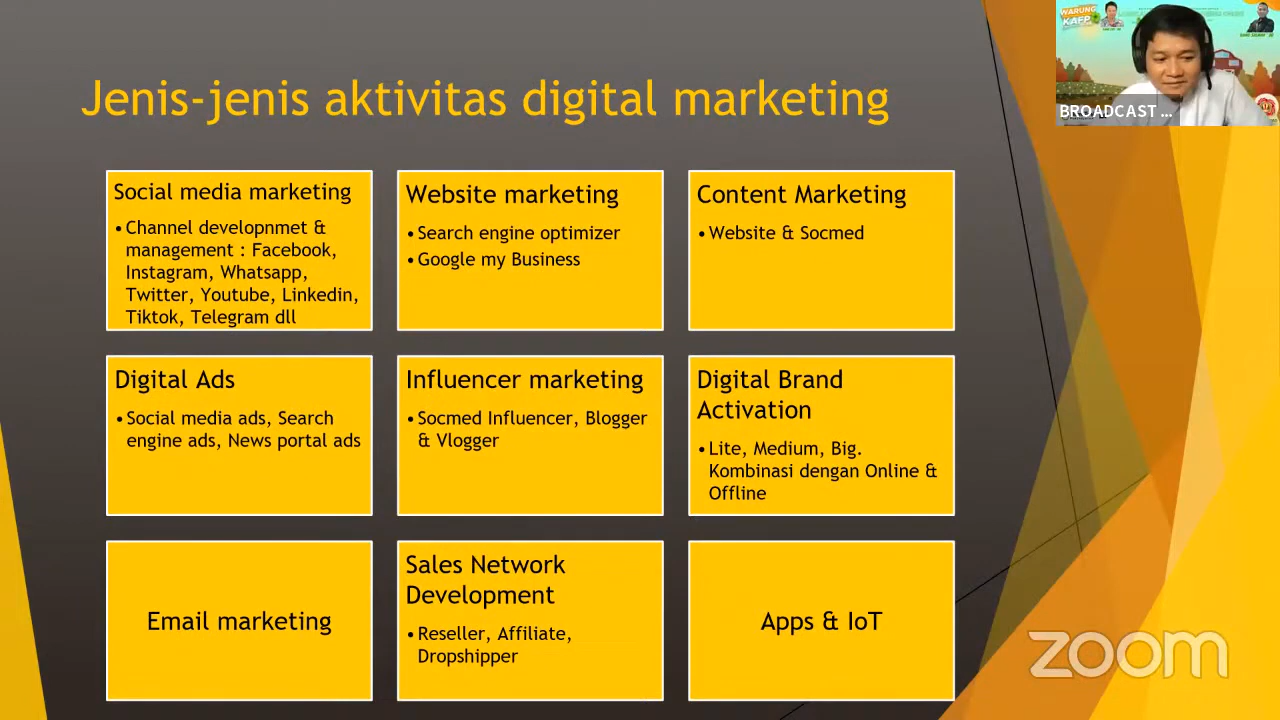 Jenis-jenis aktivitas digital marketing
WARUNG
KAFP
BROADCAST ...
Social media marketing
•Channel developnmet &
management : Facebook,
Instagram, Whatsapp,
Twitter, Youtube, Linkedin,
Tiktok, Telegram dll
Website marketing
•Search engine optimizer
•Google my Business
Content Marketing
•Website & Socmed
Digital Ads
•Social media ads, Search
engine ads, News portal ads
Influencer marketing
•Socmed Influencer, Blogger
& Vlogger
Digital Brand
Activation
•Lite, Medium, Big.
Kombinasi dengan Online &
Offline
Email marketing
Sales Network
Development
•Reseller, Affiliate,
Dropshipper
Apps & IoT
zoom